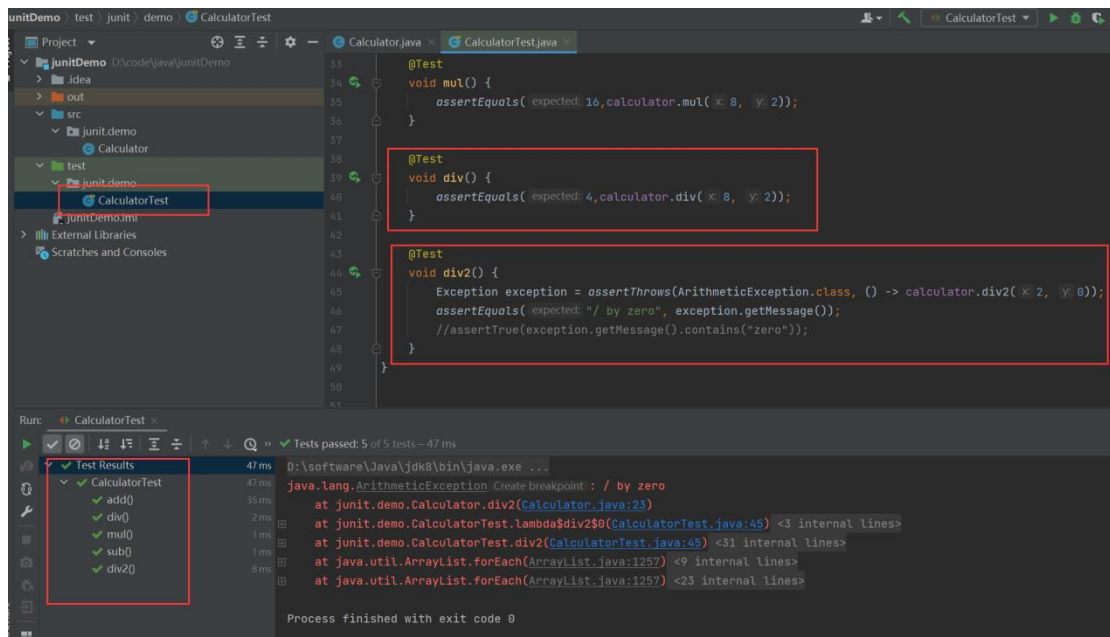 unitDemo > test > junit > demo > CalculatorTest
CalculatorTest
Project
Calculator.java
CalculatorTest.java
junitDemo D:\code\java\junitDemo
.idea
out
src
junit.demo
Calculator
test
junit.demo
CalculatorTest
junitDemo.iml
External Libraries
Scratches and Consoles
33 @Test
34 void mul() {
35 assertEquals( expected: 16,calculator.mul( x: 8, y: 2));
36 }
37
38 @Test
39 void div() {
40 assertEquals( expected: 4,calculator.div( x: 8, y: 2));
41 }
42
43 @Test
44 void div2() {
45 Exception exception = assertThrows(ArithmeticException.class, () -> calculator.div2( x: 2, y: 0));
46 assertEquals( expected: "/ by zero", exception.getMessage());
47 //assertTrue(exception.getMessage().contains("zero"));
48 }
49 }
50
51
Run: CalculatorTest
» Tests passed: 5 of 5 tests – 47 ms
Test Results 47 ms
CalculatorTest 47 ms
add() 35 ms
div() 2 ms
mul() 1 ms
sub() 1 ms
div2() 8 ms
D:\software\Java\jdk8\bin\java.exe ...
java.lang.ArithmeticException Create breakpoint : / by zero
at junit.demo.Calculator.div2(Calculator.java:23)
at junit.demo.CalculatorTest.lambda$div2$0(CalculatorTest.java:45) <3 internal lines>
at junit.demo.CalculatorTest.div2(CalculatorTest.java:45) <31 internal lines>
at java.util.ArrayList.forEach(ArrayList.java:1257) <9 internal lines>
at java.util.ArrayList.forEach(ArrayList.java:1257) <23 internal lines>
Process finished with exit code 0